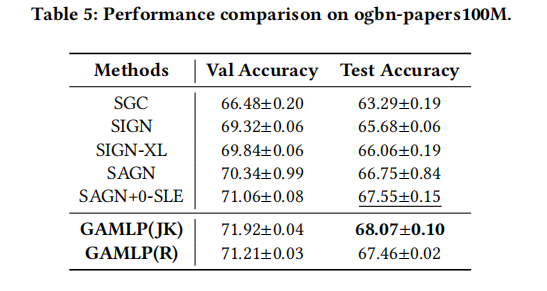 Table 5: Performance comparison on ogbn-papers100M.
Methods Val Accuracy Test Accuracy
SGC 66.48±0.20 63.29±0.19
SIGN 69.32±0.06 65.68±0.06
SIGN-XL 69.84±0.06 66.06±0.19
SAGN 70.34±0.99 66.75±0.84
SAGN+0-SLE 71.06±0.08 67.55±0.15
GAMLP(JK) 71.92±0.04 68.07±0.10
GAMLP(R) 71.21±0.03 67.46±0.02